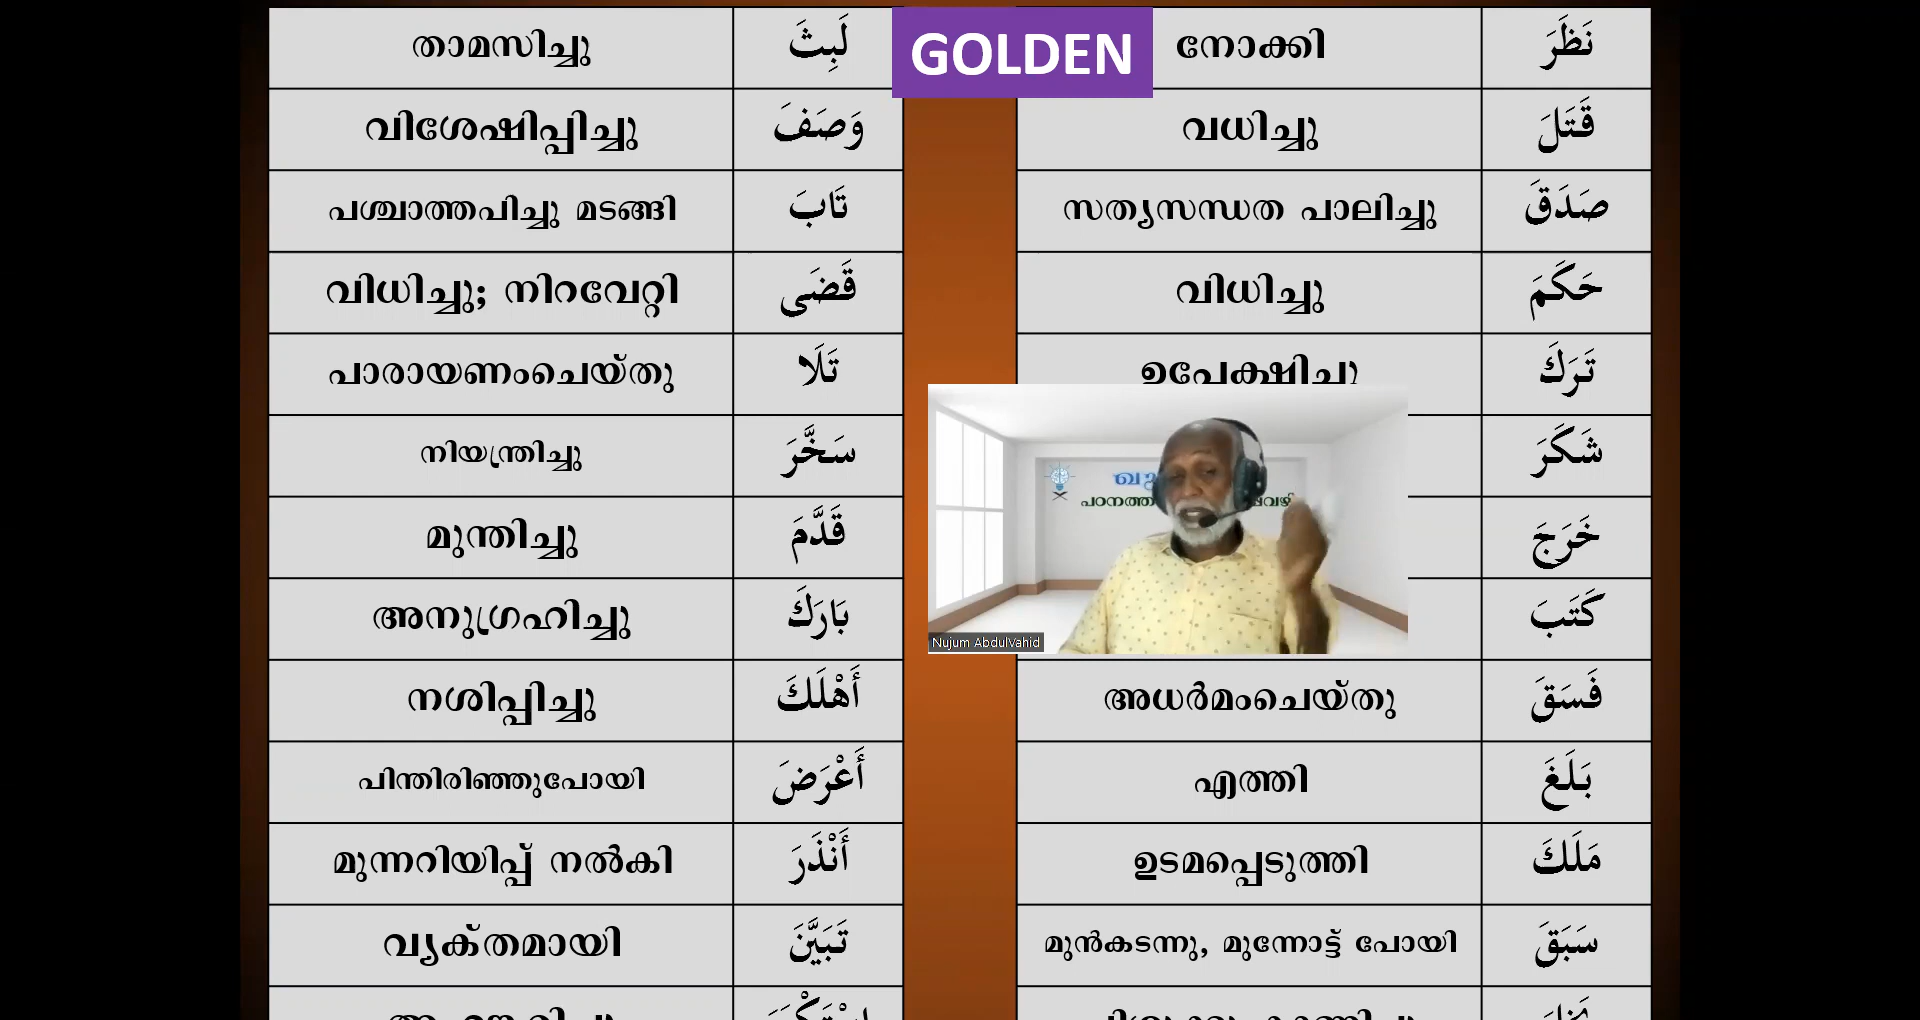 GOLDEN
താമസിച്ചു لَبِثَ
നോക്കി نَظَرَ
വിശേഷിപ്പിച്ചു وَصَفَ
വധിച്ചു قَتَلَ
പശ്ചാത്തപിച്ചു മടങ്ങി تَابَ
സത്യസന്ധത പാലിച്ചു صَدَقَ
വിധിച്ചു; നിറവേറ്റി قَضَى
വിധിച്ചു حَكَمَ
പാരായണംചെയ്തു تَلَا
ഉപേക്ഷിച്ചു تَرَكَ
നിയന്ത്രിച്ചു سَخَّرَ
شَكَرَ
മുന്തിച്ചു قَدَّمَ
خَرَجَ
അനുഗ്രഹിച്ചു بَارَكَ
كَتَبَ
Nujum AbdulVahid
നശിപ്പിച്ചു أَهْلَكَ
അധർമംചെയ്തു فَسَقَ
പിന്തിരിഞ്ഞുപോയി أَعْرَضَ
എത്തി بَلَغَ
മുന്നറിയിപ്പ് നൽകി أَنْذَرَ
ഉടമപ്പെടുത്തി مَلَكَ
വ്യക്തമായി تَبَيَّنَ
മുൻകടന്നു, മുന്നോട്ട് പോയി سَبَقَ